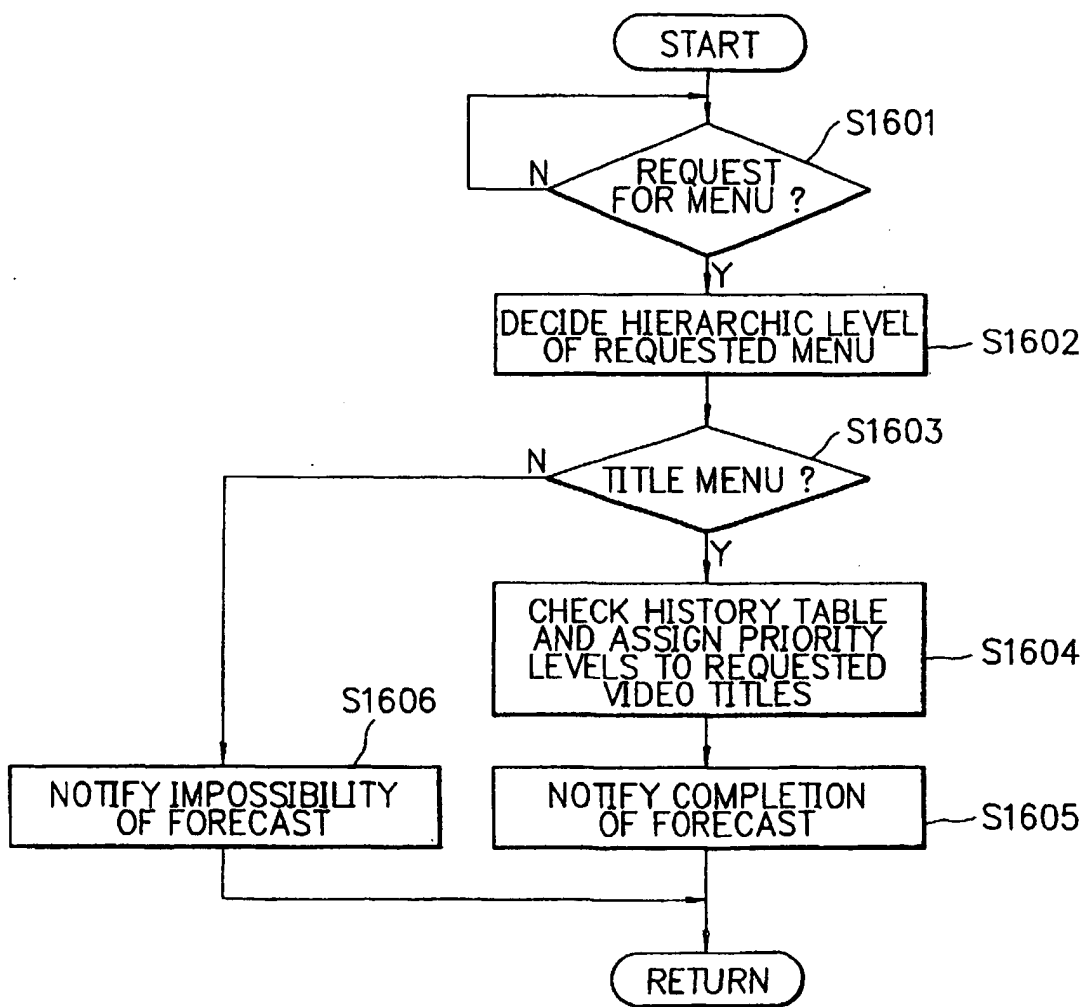 START
S1601
N
REQUEST
FOR MENU ?
Y
DECIDE HIERARCHIC LEVEL
OF REQUESTED MENU
S1602
S1603
N
TITLE MENU ?
Y
CHECK HISTORY TABLE
AND ASSIGN PRIORITY
LEVELS TO REQUESTED
VIDEO TITLES
S1604
S1606
NOTIFY IMPOSSIBILITY
OF FORECAST
NOTIFY COMPLETION
OF FORECAST
S1605
RETURN